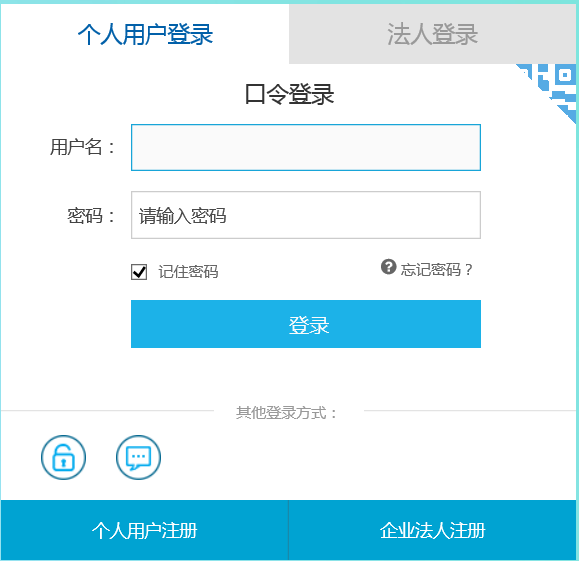 个人用户登录 法人登录
口令登录
用户名：
密码： 请输入密码
记住密码 忘记密码？
登录
其他登录方式：
个人用户注册 企业法人注册